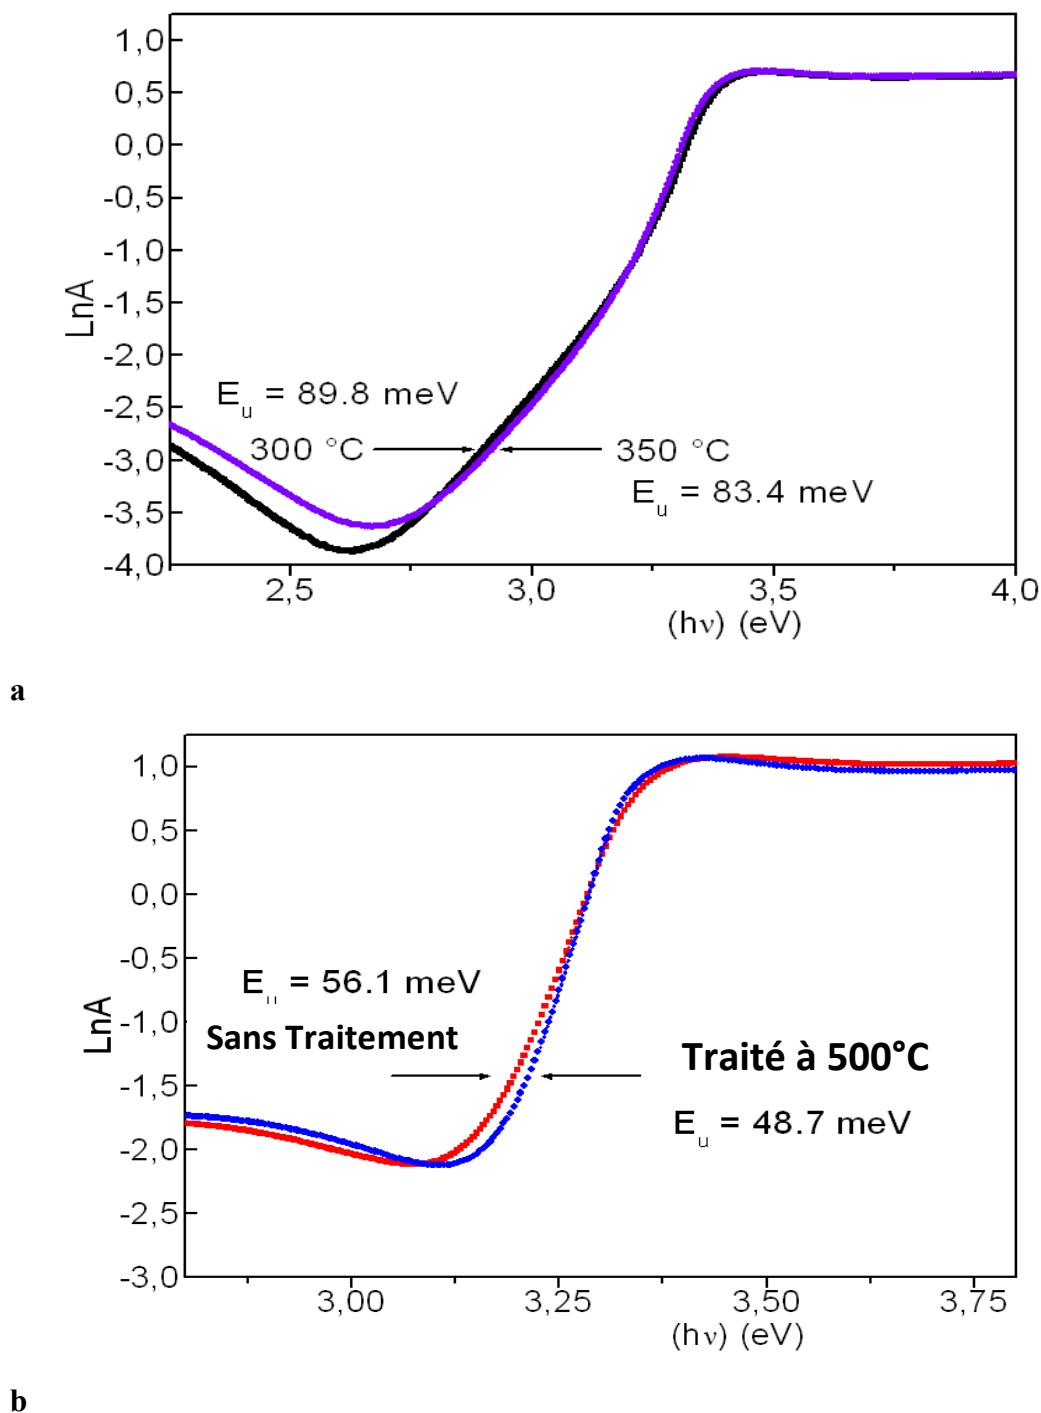 1,0
0,5
0,0
-0,5
-1,0
-1,5
-2,0
-2,5
-3,0
-3,5
-4,0
LnA
E_u = 89.8 meV
300 °C
350 °C
E_u = 83.4 meV
2,5
3,0
3,5
4,0
(hν) (eV)
a
1,0
0,5
0,0
-0,5
-1,0
-1,5
-2,0
-2,5
-3,0
LnA
E_u = 56.1 meV
Sans Traitement
Traité à 500°C
E_u = 48.7 meV
3,00
3,25
3,50
3,75
(hν) (eV)
b